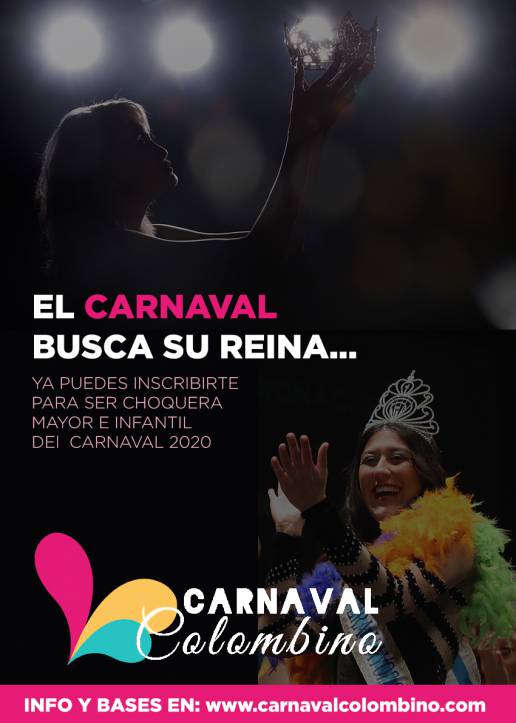 EL CARNAVAL
BUSCA SU REINA...
YA PUEDES INSCRIBIRTE
PARA SER CHOQUERA
MAYOR E INFANTIL
DEl CARNAVAL 2020
CARNAVAL
Colombino
INFO Y BASES EN: www.carnavalcolombino.com